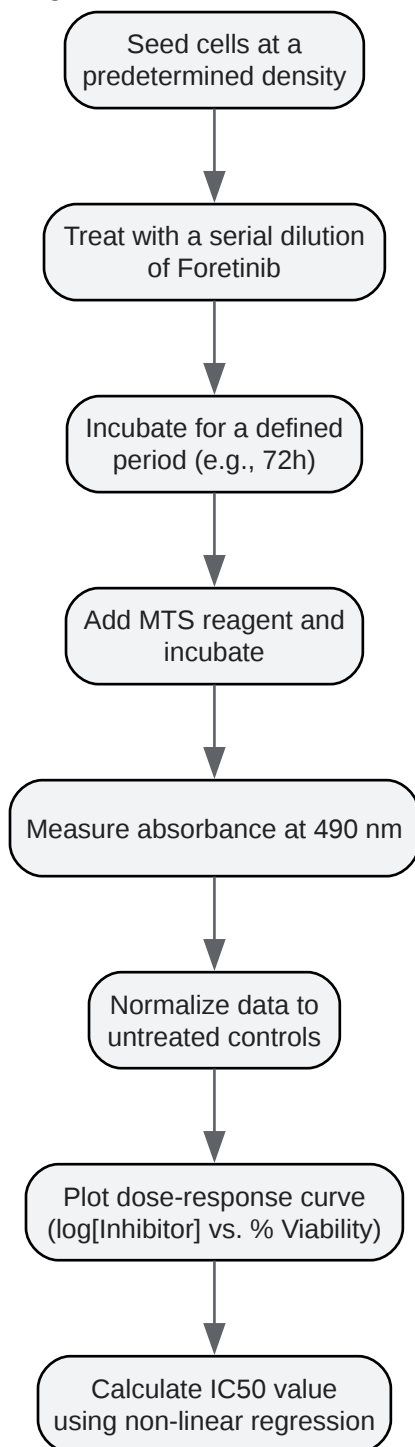 Seed cells at a
predetermined density
Treat with a serial dilution
of Foretinib
Incubate for a defined
period (e.g., 72h)
Add MTS reagent and
incubate
Measure absorbance at 490 nm
Normalize data to
untreated controls
Plot dose-response curve
(log[Inhibitor] vs. % Viability)
Calculate IC50 value
using non-linear regression